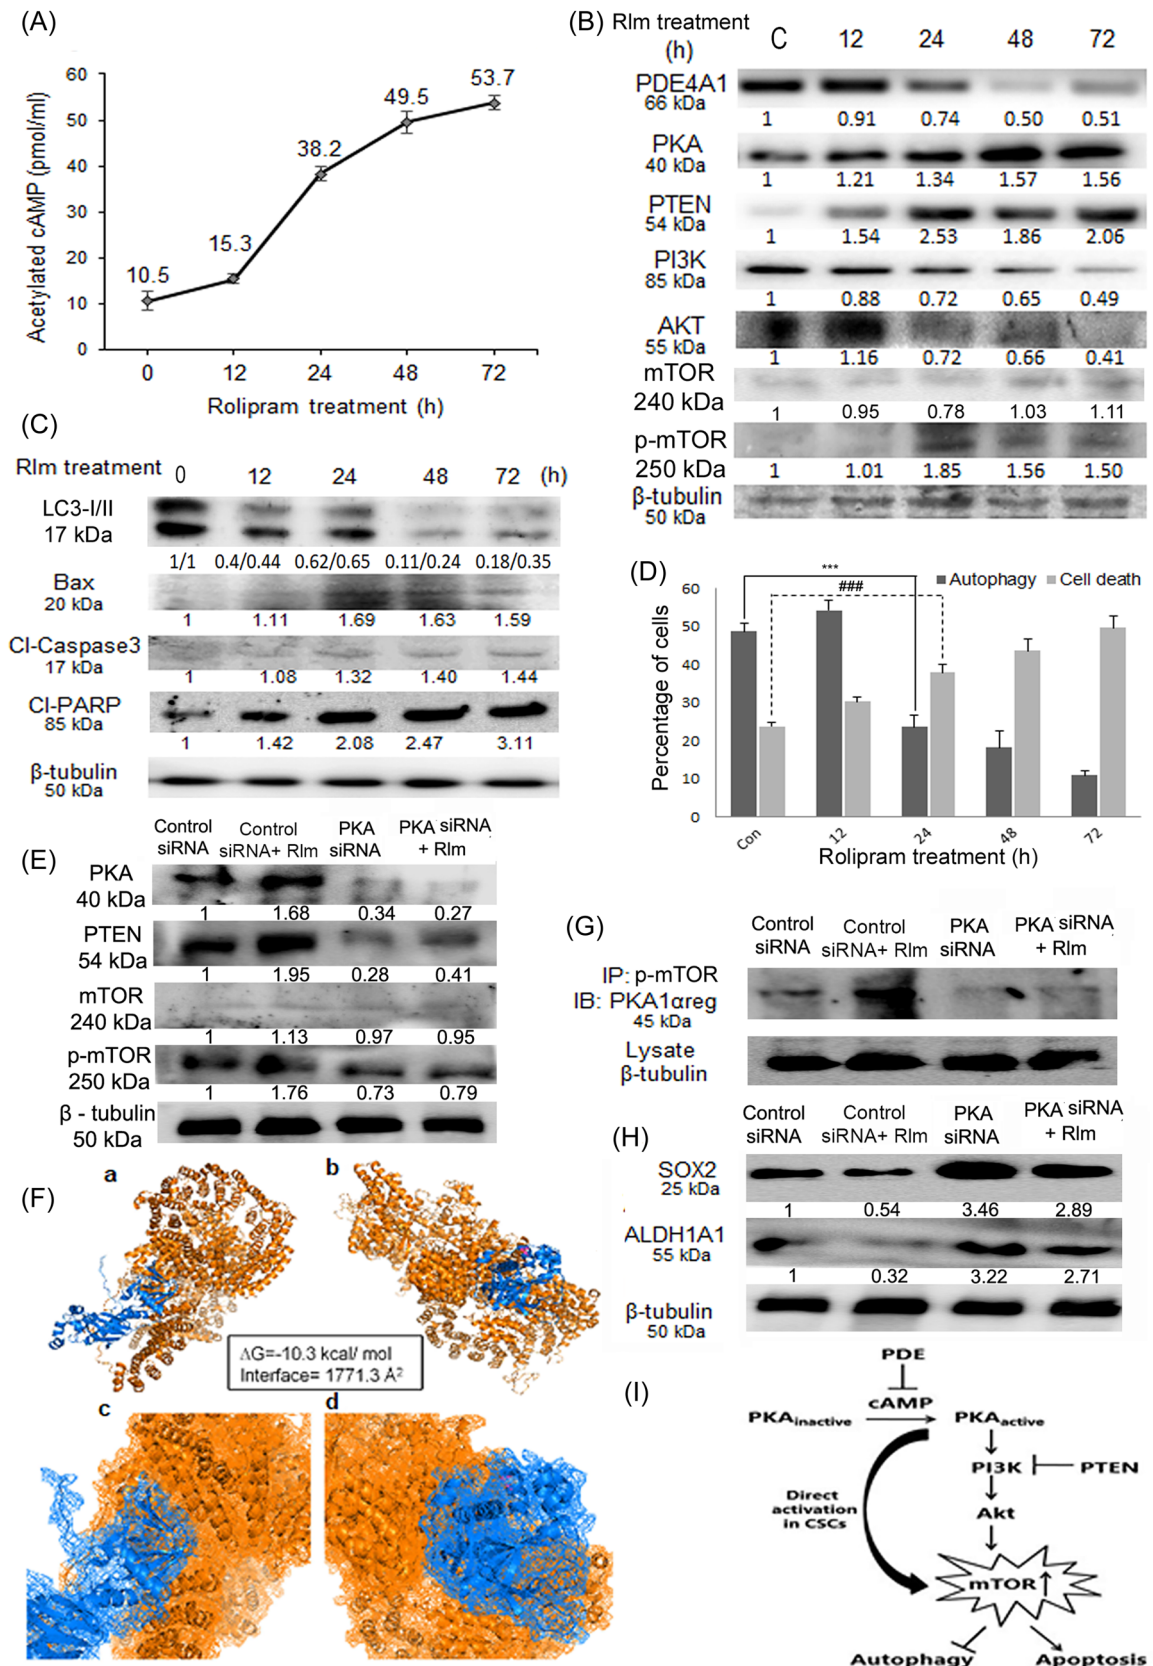 (A)
Acetylated cAMP (pmol/ml)
60
50
40
30
20
10
0
10.5
15.3
38.2
49.5
53.7
0 12 24 48 72
Rolipram treatment (h)
(B) Rlm treatment
(h) C 12 24 48 72
PDE4A1
66 kDa
1 0.91 0.74 0.50 0.51
PKA
40 kDa
1 1.21 1.34 1.57 1.56
PTEN
54 kDa
1 1.54 2.53 1.86 2.06
PI3K
85 kDa
1 0.88 0.72 0.65 0.49
AKT
55 kDa
1 1.16 0.72 0.66 0.41
mTOR
240 kDa
1 0.95 0.78 1.03 1.11
p-mTOR
250 kDa
1 1.01 1.85 1.56 1.50
β-tubulin
50 kDa
(C)
Rlm treatment 0 12 24 48 72 (h)
LC3-I/II
17 kDa
1/1 0.4/0.44 0.62/0.65 0.11/0.24 0.18/0.35
Bax
20 kDa
1 1.11 1.69 1.63 1.59
Cl-Caspase3
17 kDa
1 1.08 1.32 1.40 1.44
Cl-PARP
85 kDa
1 1.42 2.08 2.47 3.11
β-tubulin
50 kDa
(D)
Autophagy Cell death
***
###
Percentage of cells
60
50
40
30
20
10
0
Con 12 24 48 72
Rolipram treatment (h)
(E)
Control siRNA
Control siRNA+ Rlm
PKA siRNA
PKA siRNA + Rlm
PKA
40 kDa
1 1.68 0.34 0.27
PTEN
54 kDa
1 1.95 0.28 0.41
mTOR
240 kDa
1 1.13 0.97 0.95
p-mTOR
250 kDa
1 1.76 0.73 0.79
β - tubulin
50 kDa
(F)
a
b
ΔG=-10.3 kcal/ mol
Interface= 1771.3 Å²
c
d
(G)
Control siRNA
Control siRNA+ Rlm
PKA siRNA
PKA siRNA + Rlm
IP: p-mTOR
IB: PKA1αreg
45 kDa
Lysate
β-tubulin
(H)
Control siRNA
Control siRNA+ Rlm
PKA siRNA
PKA siRNA + Rlm
SOX2
25 kDa
1 0.54 3.46 2.89
ALDH1A1
55 kDa
1 0.32 3.22 2.71
β-tubulin
50 kDa
(I)
PDE
cAMP
PKAinactive PKAactive
PI3K PTEN
Direct
activation
in CSCs
Akt
mTOR
Autophagy Apoptosis